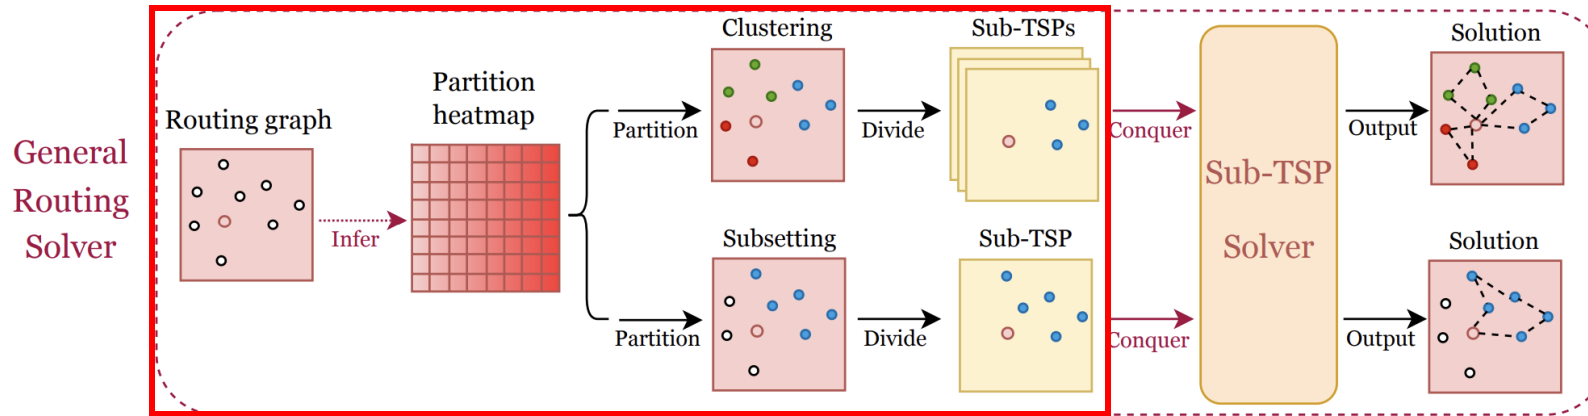 General
Routing
Solver
Routing graph
Infer
Partition
heatmap
Partition
Clustering
Divide
Sub-TSPs
Conquer
Partition
Subsetting
Divide
Sub-TSP
Conquer
Sub-TSP
Solver
Output
Solution
Output
Solution